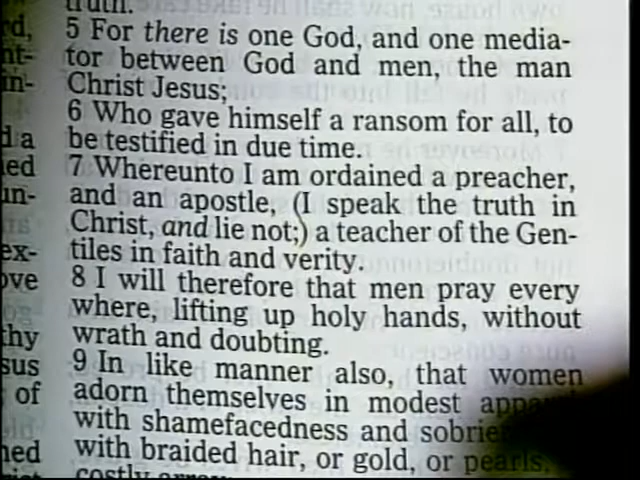 truth.
5 For there is one God, and one media-
tor between God and men, the man
Christ Jesus;
6 Who gave himself a ransom for all, to
be testified in due time.
7 Whereunto I am ordained a preacher,
and an apostle, (I speak the truth in
Christ, and lie not;) a teacher of the Gen-
tiles in faith and verity.
8 I will therefore that men pray every
where, lifting up holy hands, without
wrath and doubting.
9 In like manner also, that women
adorn themselves in modest
with shamefacedness and
with braided hair, or gold, or pearls,
costly